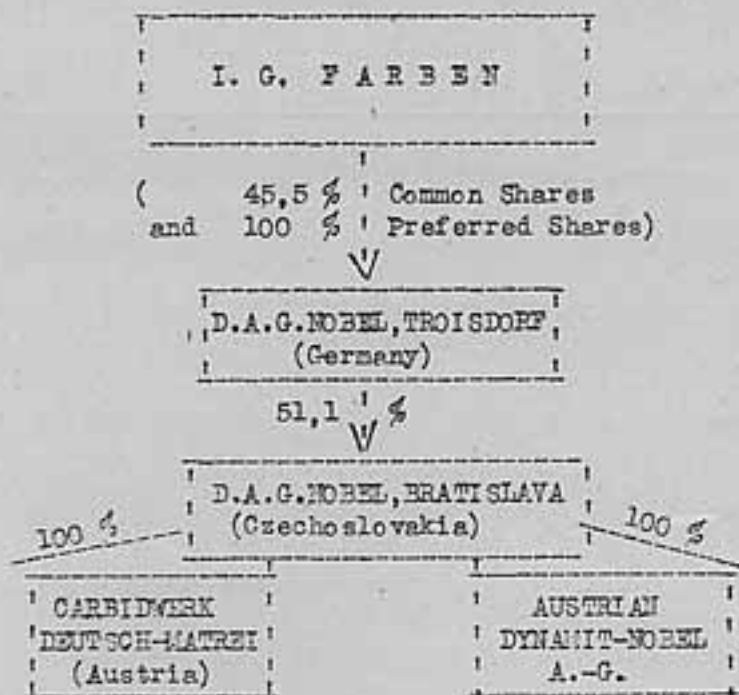 I. G. FARBEN
( 45,5 % Common Shares
and 100 % Preferred Shares)
D.A.G.NOBEL,TROISDORF
(Germany)
51,1 %
D.A.G.NOBEL,BRATISLAVA
(Czechoslovakia)
100 %
100 %
CARBIDWERK
DEUTSCH-MATREI
(Austria)
AUSTRIAN
DYNAMIT-NOBEL
A.-G.